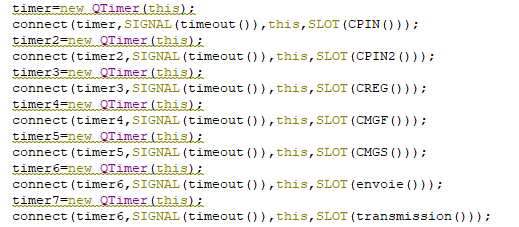 timer=new QTimer(this);
connect(timer,SIGNAL(timeout()),this,SLOT(CPIN()));
timer2=new QTimer(this);
connect(timer2,SIGNAL(timeout()),this,SLOT(CPIN2()));
timer3=new QTimer(this);
connect(timer3,SIGNAL(timeout()),this,SLOT(CREG()));
timer4=new QTimer(this);
connect(timer4,SIGNAL(timeout()),this,SLOT(CMGF()));
timer5=new QTimer(this);
connect(timer5,SIGNAL(timeout()),this,SLOT(CMGS()));
timer6=new QTimer(this);
connect(timer6,SIGNAL(timeout()),this,SLOT(envoie()));
timer7=new QTimer(this);
connect(timer6,SIGNAL(timeout()),this,SLOT(transmission()));